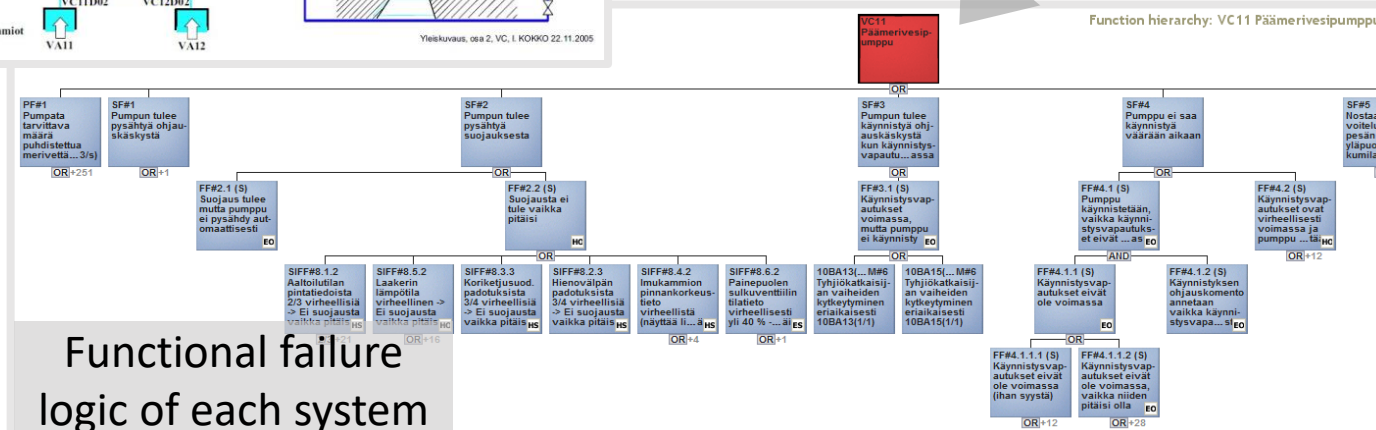 VC11D02
VC12D02
VA11
VA12
Yleiskuvaus, osa 2, VC, I. KOKKO 22.11.2005
Function hierarchy: VC11 Päämerivesipumppu
VC11
Päämerivesip-
umppu
OR
PF#1
Pumpata
tarvittava
määrä
puhdistettua
merivettä... 3/s)
OR+251
SF#1
Pumpun tulee
pysähtyä ohjau-
skäskystä
OR+1
SF#2
Pumpun tulee
pysähtyä
suojauksesta
OR
SF#3
Pumpun tulee
käynnistyä ohj-
auskäskystä
kun käynnistys-
vapautu... assa
OR
SF#4
Pumppu ei saa
käynnistyä
väärään aikaan
OR
SF#5
FF#2.1 (S)
Suojaus tulee
mutta pumppu
ei pysähdy aut-
omaattisesti
EO
FF#2.2 (S)
Suojausta ei
tule vaikka
pitäisi
HC
OR
FF#3.1 (S)
Käynnistysvap-
autukset
voimassa,
mutta pumppu
ei käynnisty
EO
OR
FF#4.1 (S)
Pumppu
käynnistetään,
vaikka käynni-
stysvapautuks-
et eivät ... as
EO
AND
FF#4.2 (S)
Käynnistysvap-
autukset ovat
virheellisesti
voimassa ja
pumppu ...tä
HC
OR+12
SIFF#8.1.2
Aaltoilutilan
pintatiedoista
2/3 virheellisiä
-> Ei suojausta
vaikka pitäis
HS
SIFF#8.5.2
Laakerin
lämpötila
virheellinen ->
Ei suojausta
vaikka pitäis
HC
OR+16
SIFF#8.3.3
Koriketjusuod.
padotuksista
3/4 virheellisiä
-> Ei suojausta
vaikka pitäis
HS
SIFF#8.2.3
Hienovälpän
padotuksista
3/4 virheellisiä
-> Ei suojausta
vaikka pitäis
HS
SIFF#8.4.2
Imukammion
pinnankorkeus-
tieto
virheellistä
(näyttää li... ä
HS
OR+4
SIFF#8.6.2
Painepuolen
sulkuventtiilin
tilatieto
virheellisesti
yli 40 % -... äi
ES
OR+1
10BA13(... M#6
Tyhjiökatkaisij-
an vaiheiden
kytkeytyminen
eriaikaisesti
10BA13(1/1)
10BA15(... M#6
Tyhjiökatkaisij-
an vaiheiden
kytkeytyminen
eriaikaisesti
10BA15(1/1)
FF#4.1.1 (S)
Käynnistysvap-
autukset eivät
ole voimassa
EO
OR
FF#4.1.2 (S)
Käynnistyksen
ohjauskomento
annetaan
vaikka käynni-
stysvapa... st
EO
FF#4.1.1.1 (S)
Käynnistysvap-
autukset eivät
ole voimassa
(ihan syystä)
OR+12
FF#4.1.1.2 (S)
Käynnistysvap-
autukset eivät
ole voimassa,
vaikka niiden
pitäisi olla
EO
OR+28
Functional failure
logic of each system